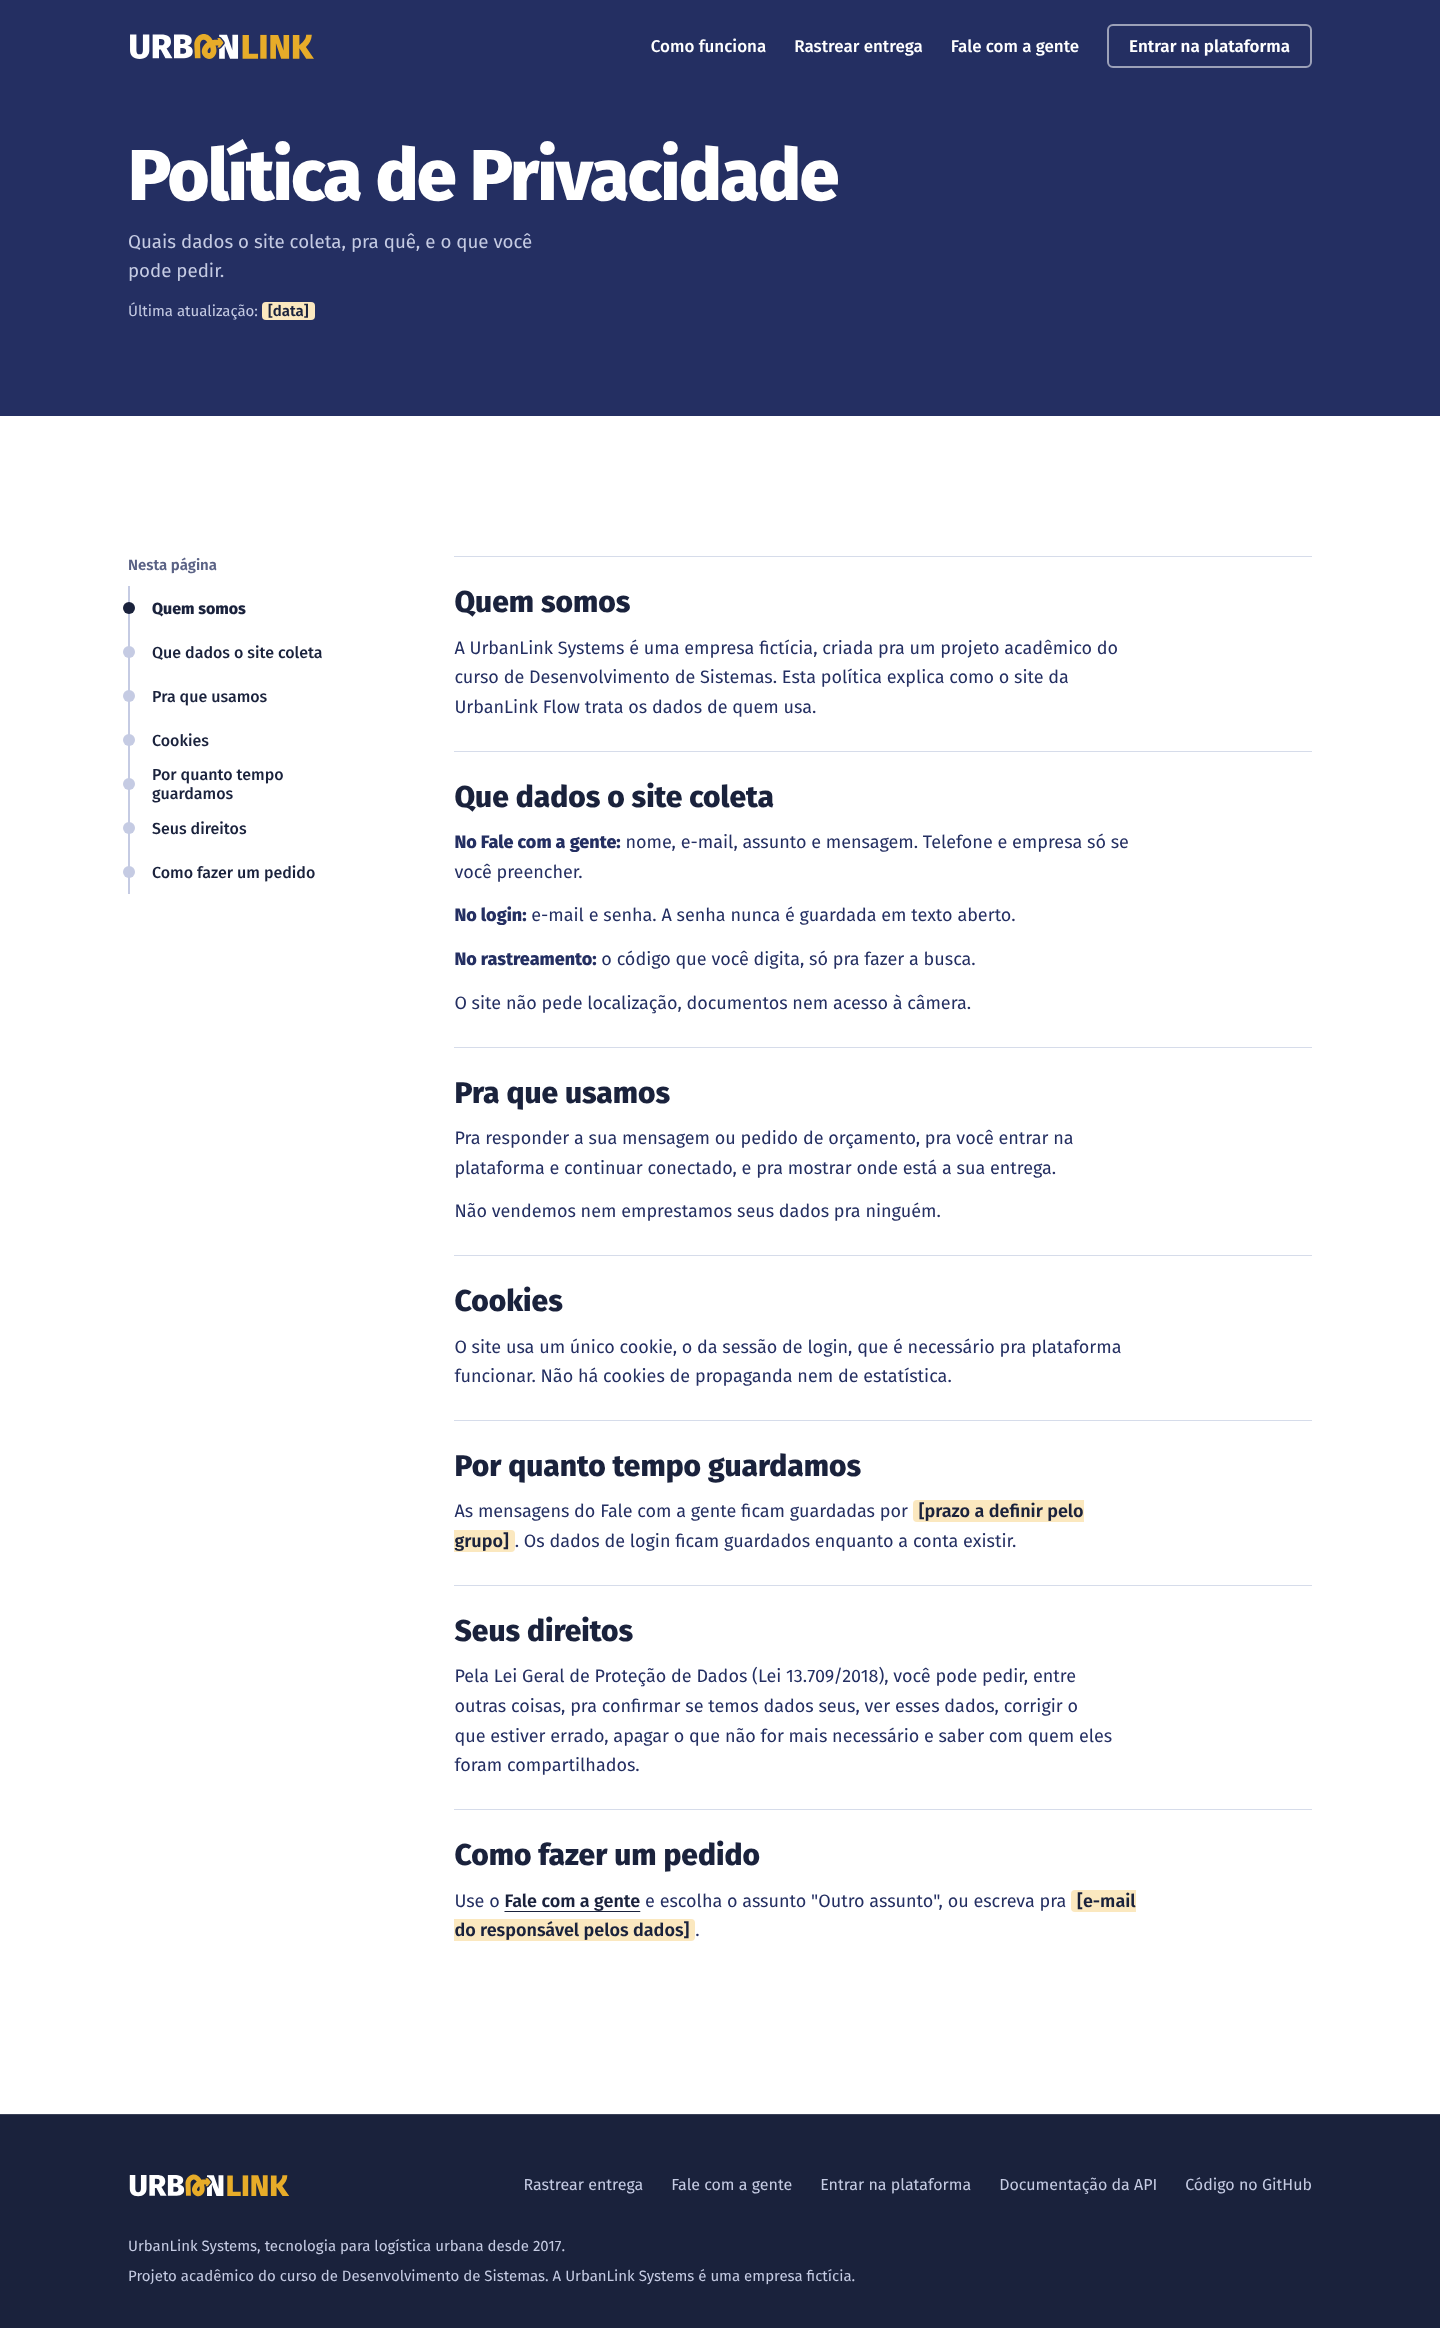 URBANLINK
Como funciona
Rastrear entrega
Fale com a gente
Entrar na plataforma
Política de Privacidade
Quais dados o site coleta, pra quê, e o que você
pode pedir.
Última atualização: [data]
Nesta página
Quem somos
Que dados o site coleta
Pra que usamos
Cookies
Por quanto tempo
guardamos
Seus direitos
Como fazer um pedido
Quem somos
A UrbanLink Systems é uma empresa fictícia, criada pra um projeto acadêmico do
curso de Desenvolvimento de Sistemas. Esta política explica como o site da
UrbanLink Flow trata os dados de quem usa.
Que dados o site coleta
No Fale com a gente: nome, e-mail, assunto e mensagem. Telefone e empresa só se
você preencher.
No login: e-mail e senha. A senha nunca é guardada em texto aberto.
No rastreamento: o código que você digita, só pra fazer a busca.
O site não pede localização, documentos nem acesso à câmera.
Pra que usamos
Pra responder a sua mensagem ou pedido de orçamento, pra você entrar na
plataforma e continuar conectado, e pra mostrar onde está a sua entrega.
Não vendemos nem emprestamos seus dados pra ninguém.
Cookies
O site usa um único cookie, o da sessão de login, que é necessário pra plataforma
funcionar. Não há cookies de propaganda nem de estatística.
Por quanto tempo guardamos
As mensagens do Fale com a gente ficam guardadas por [prazo a definir pelo
grupo]. Os dados de login ficam guardados enquanto a conta existir.
Seus direitos
Pela Lei Geral de Proteção de Dados (Lei 13.709/2018), você pode pedir, entre
outras coisas, pra confirmar se temos dados seus, ver esses dados, corrigir o
que estiver errado, apagar o que não for mais necessário e saber com quem eles
foram compartilhados.
Como fazer um pedido
Use o Fale com a gente e escolha o assunto "Outro assunto", ou escreva pra [e-mail
do responsável pelos dados].
URBANLINK
Rastrear entrega
Fale com a gente
Entrar na plataforma
Documentação da API
Código no GitHub
UrbanLink Systems, tecnologia para logística urbana desde 2017.
Projeto acadêmico do curso de Desenvolvimento de Sistemas. A UrbanLink Systems é uma empresa fictícia.